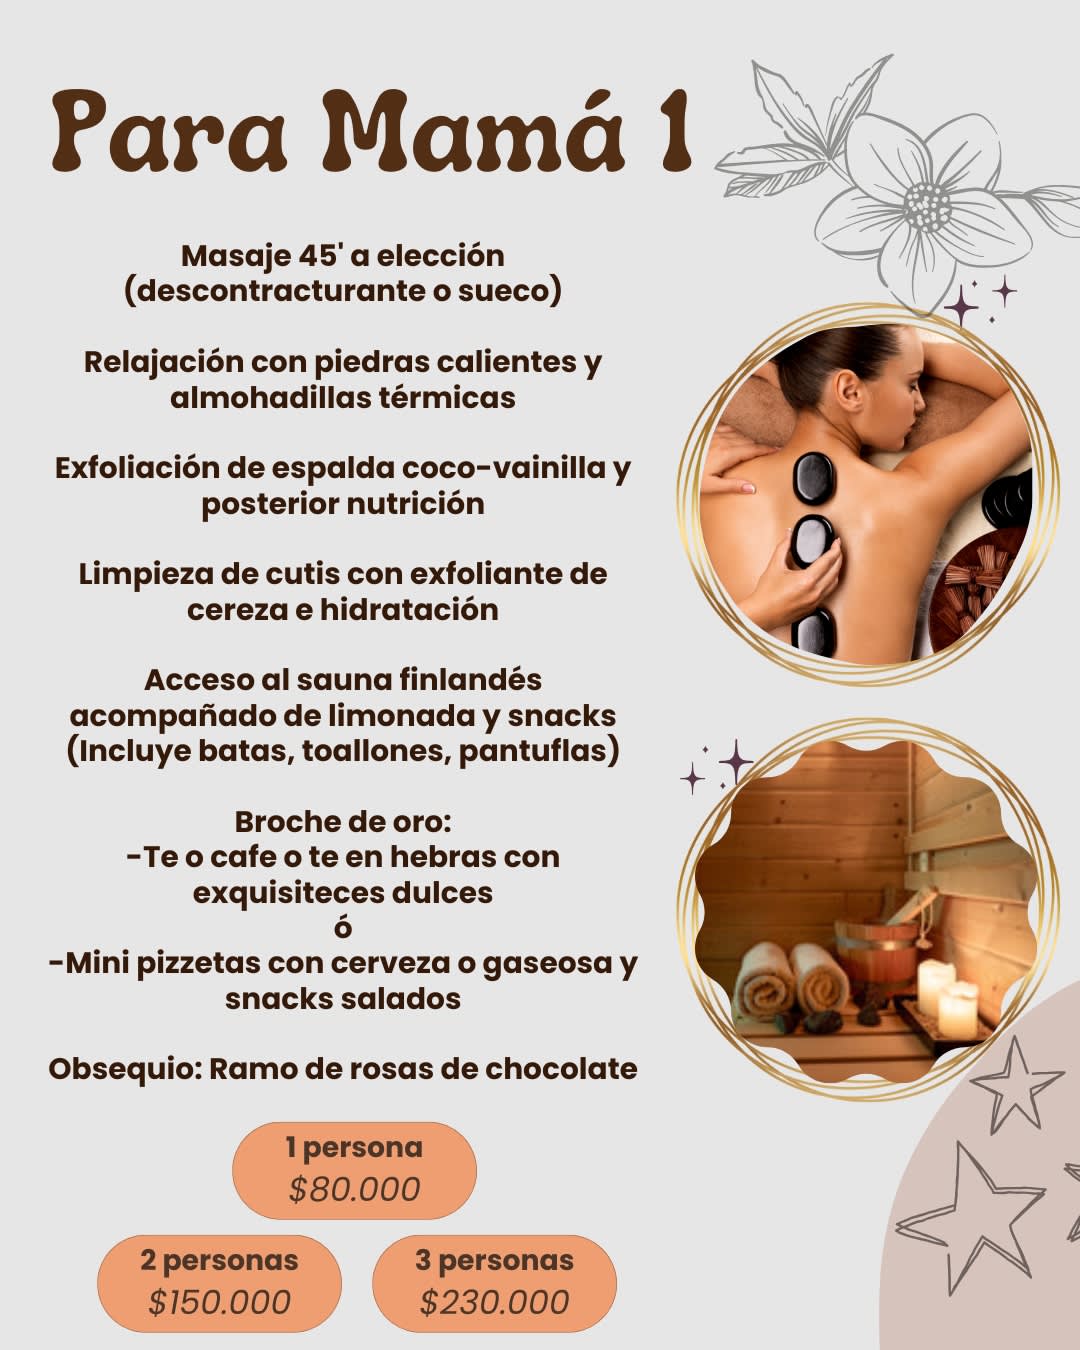 Para Mamá 1
Masaje 45' a elección
(descontracturante o sueco)
Relajación con piedras calientes y
almohadillas térmicas
Exfoliación de espalda coco-vainilla y
posterior nutrición
Limpieza de cutis con exfoliante de
cereza e hidratación
Acceso al sauna finlandés
acompañado de limonada y snacks
(Incluye batas, toallones, pantuflas)
Broche de oro:
-Te o cafe o te en hebras con
exquisiteces dulces
ó
-Mini pizzetas con cerveza o gaseosa y
snacks salados
Obsequio: Ramo de rosas de chocolate
1 persona
$80.000
2 personas
$150.000
3 personas
$230.000